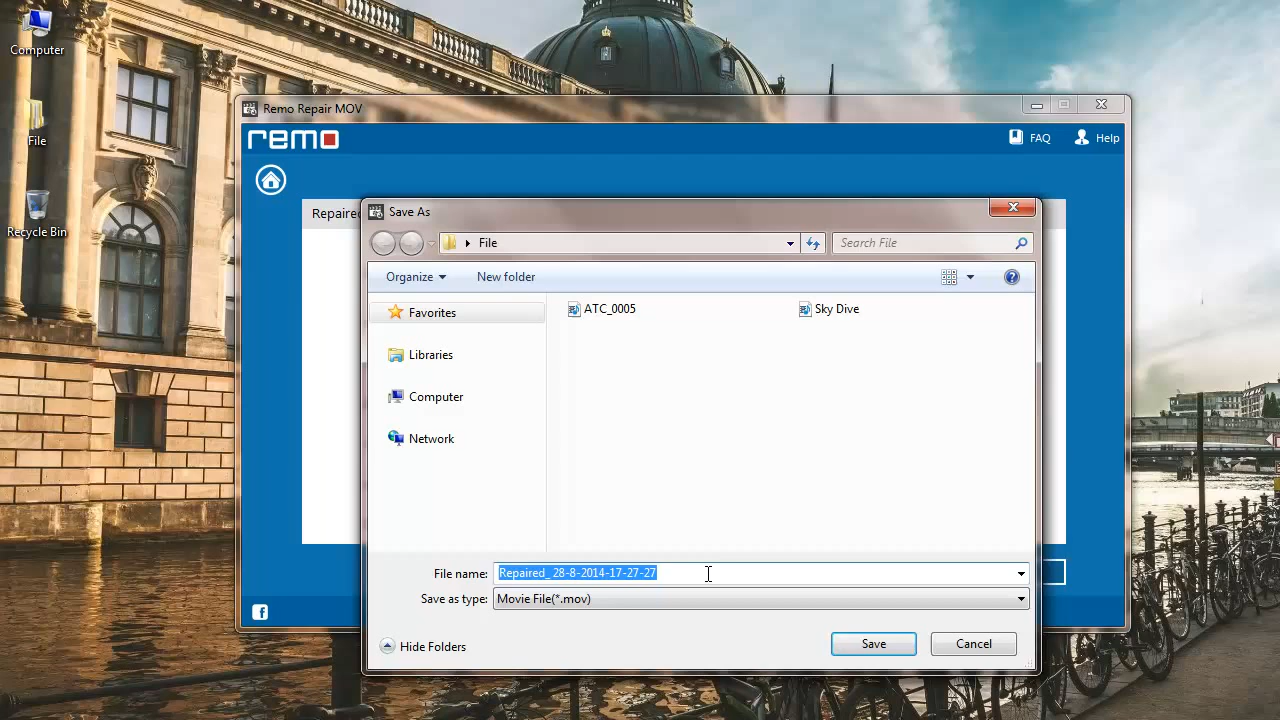 Computer
File
Recycle Bin
Remo Repair MOV
remo
FAQ
Help
Repaired
Save As
File
Search File
Organize
New folder
Favorites
Libraries
Computer
Network
ATC_0005
Sky Dive
File name:
Repaired_ 28-8-2014-17-27-27
Save as type:
Movie File(*.mov)
Hide Folders
Save
Cancel